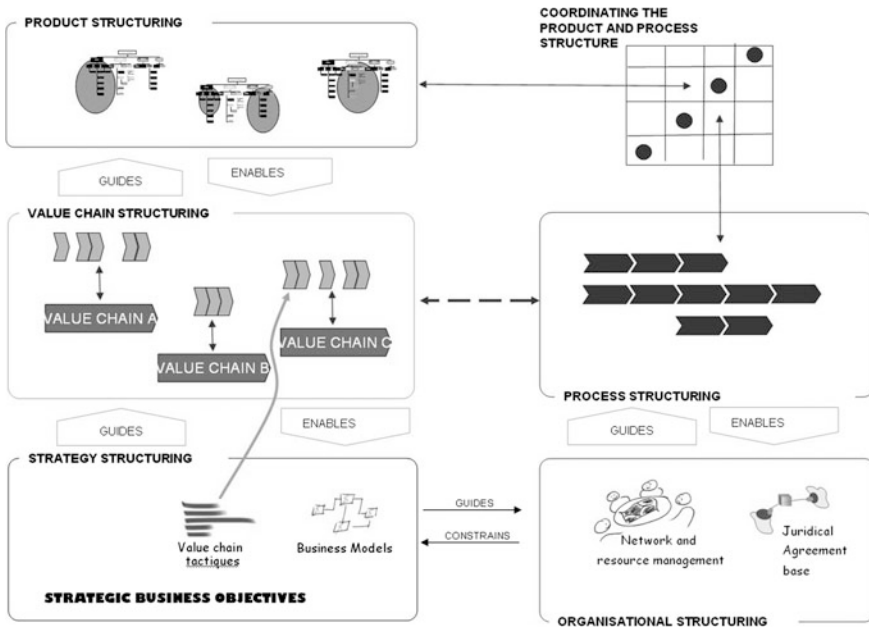 PRODUCT STRUCTURING
COORDINATING THE
PRODUCT AND PROCESS
STRUCTURE
GUIDES
ENABLES
VALUE CHAIN STRUCTURING
VALUE CHAIN A
VALUE CHAIN B
VALUE CHAIN C
PROCESS STRUCTURING
GUIDES
ENABLES
GUIDES
ENABLES
STRATEGY STRUCTURING
GUIDES
CONSTRAINS
Value chain
tactiques
Business Models
Network and
resource management
Juridical
Agreement
base
STRATEGIC BUSINESS OBJECTIVES
ORGANISATIONAL STRUCTURING